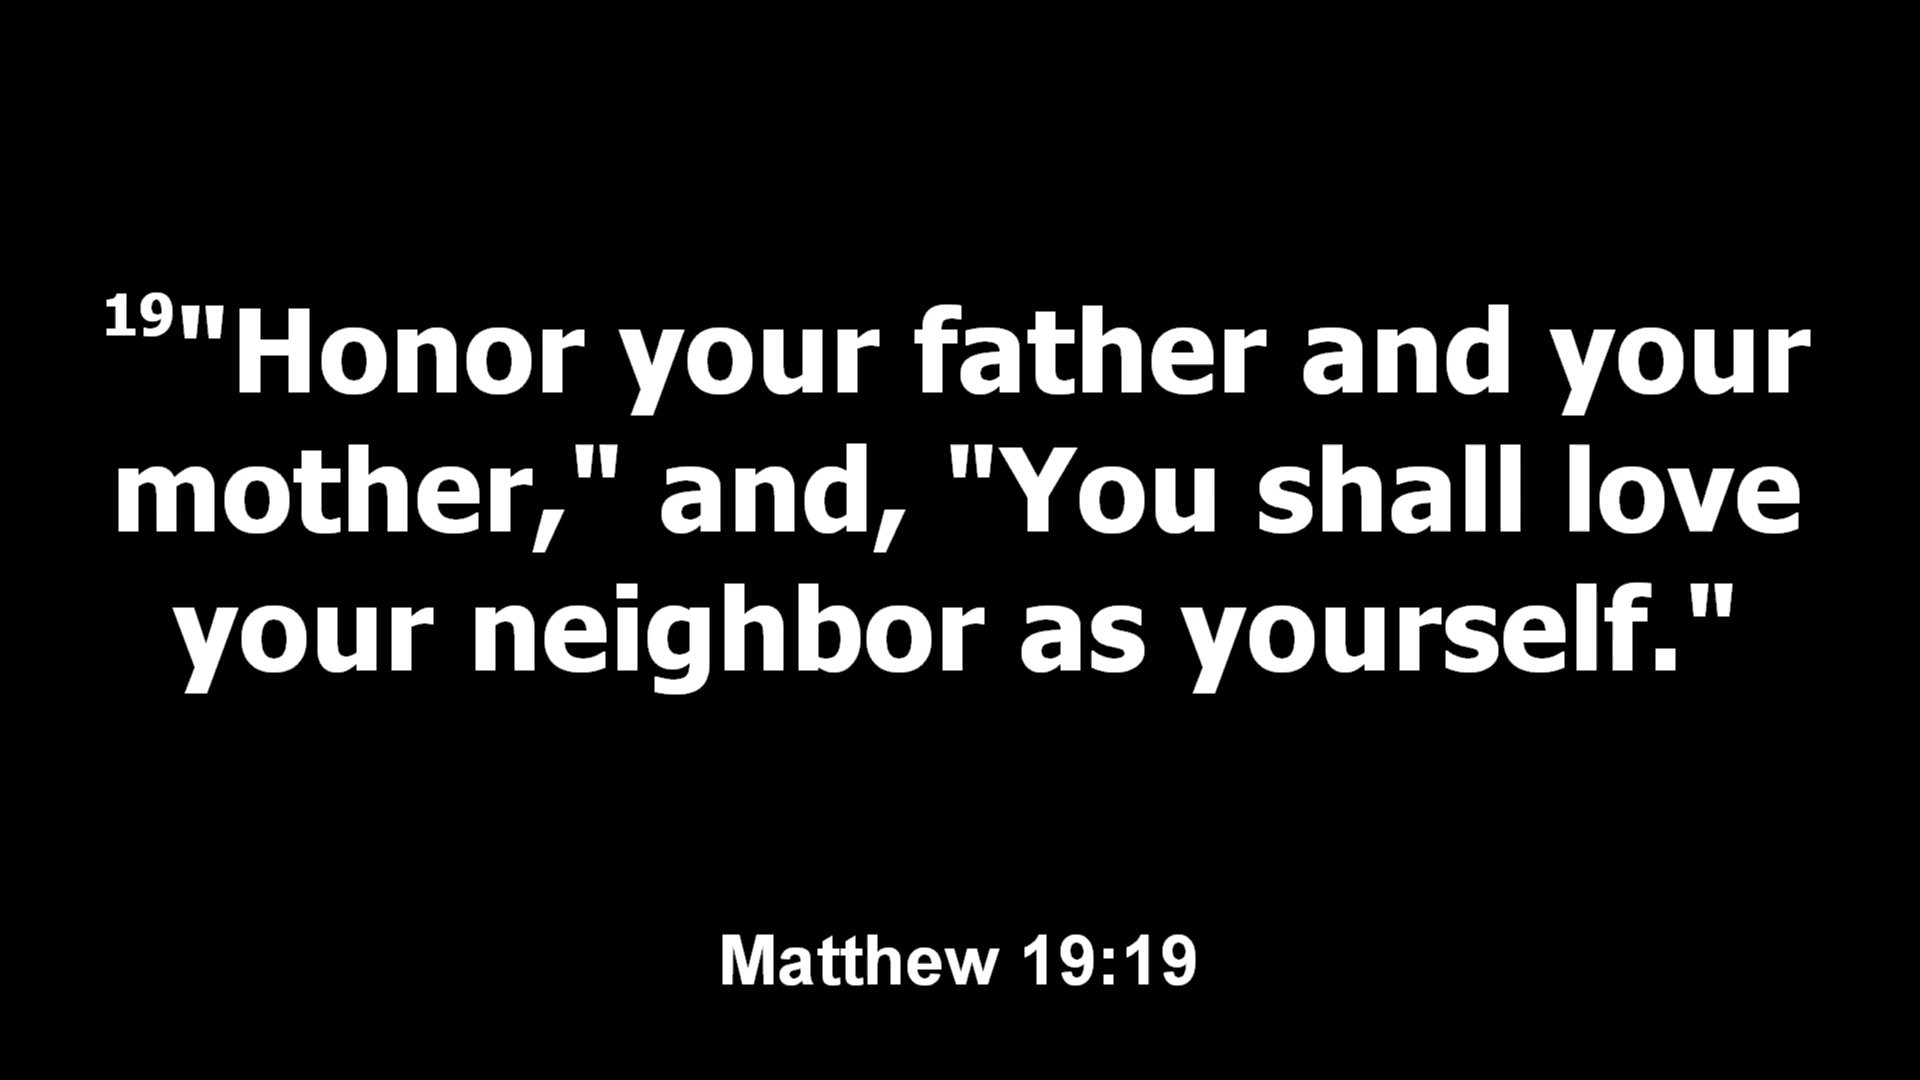 19"Honor your father and your
mother," and, "You shall love
your neighbor as yourself."
Matthew 19:19